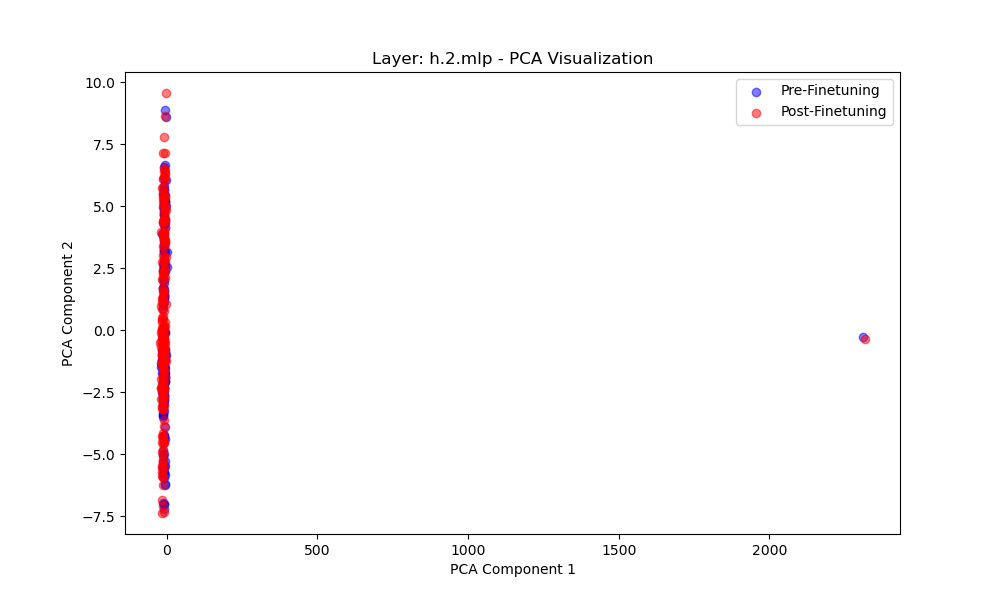 Layer: h.2.mlp - PCA Visualization
Pre-Finetuning
Post-Finetuning
10.0
7.5
5.0
2.5
0.0
−2.5
−5.0
−7.5
PCA Component 2
0 500 1000 1500 2000
PCA Component 1